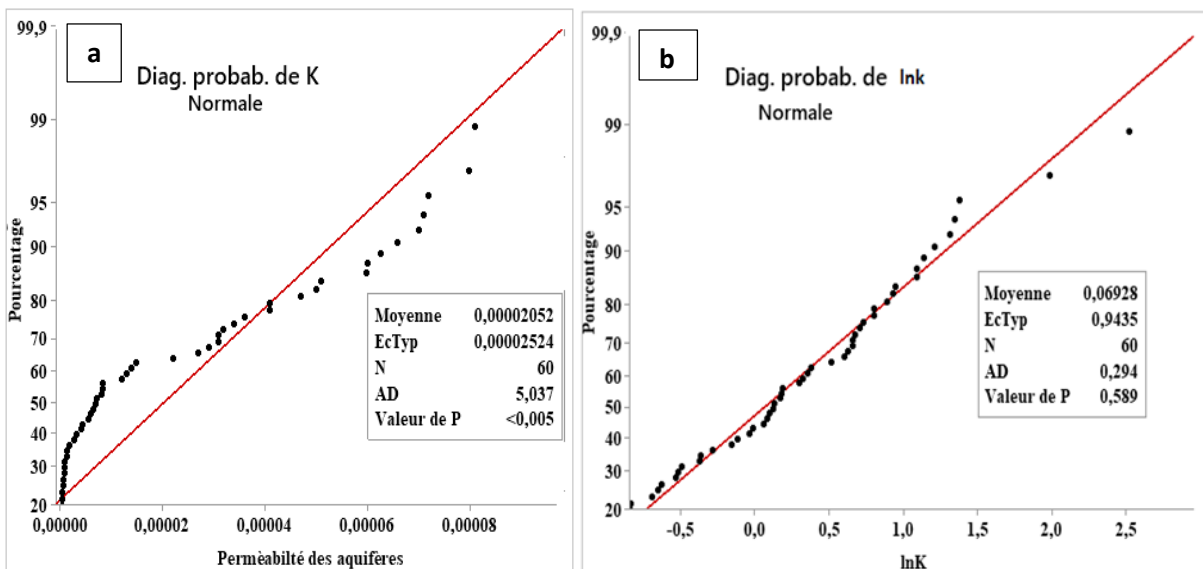 a
Diag. probab. de K
Normale
99,9
99
95
90
80
70
60
50
40
30
20
Pourcentage
Moyenne 0,00002052
EcTyp 0,00002524
N 60
AD 5,037
Valeur de P <0,005
0,00000 0,00002 0,00004 0,00006 0,00008
Permèabilté des aquifères
b
Diag. probab. de lnk
Normale
99,9
99
95
90
80
70
60
50
40
30
20
Pourcentage
Moyenne 0,06928
EcTyp 0,9435
N 60
AD 0,294
Valeur de P 0,589
-0,5 0,0 0,5 1,0 1,5 2,0 2,5
lnK